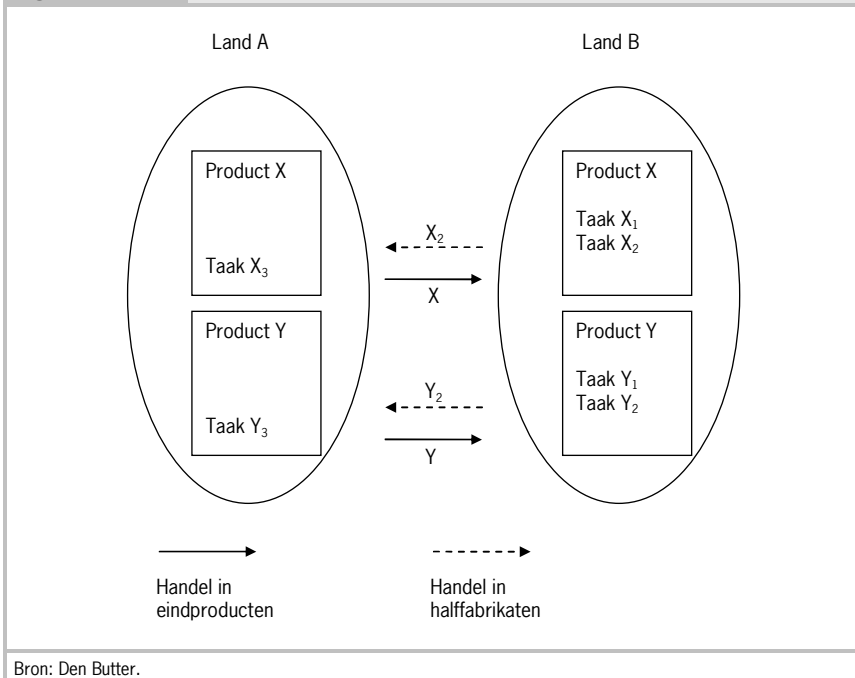 Land A
Land B
Product X
Taak X₃
Product Y
Taak Y₃
X₂
X
Y₂
Y
Product X
Taak X₁
Taak X₂
Product Y
Taak Y₁
Taak Y₂
Handel in
eindproducten
Handel in
halffabrikaten
Bron: Den Butter.